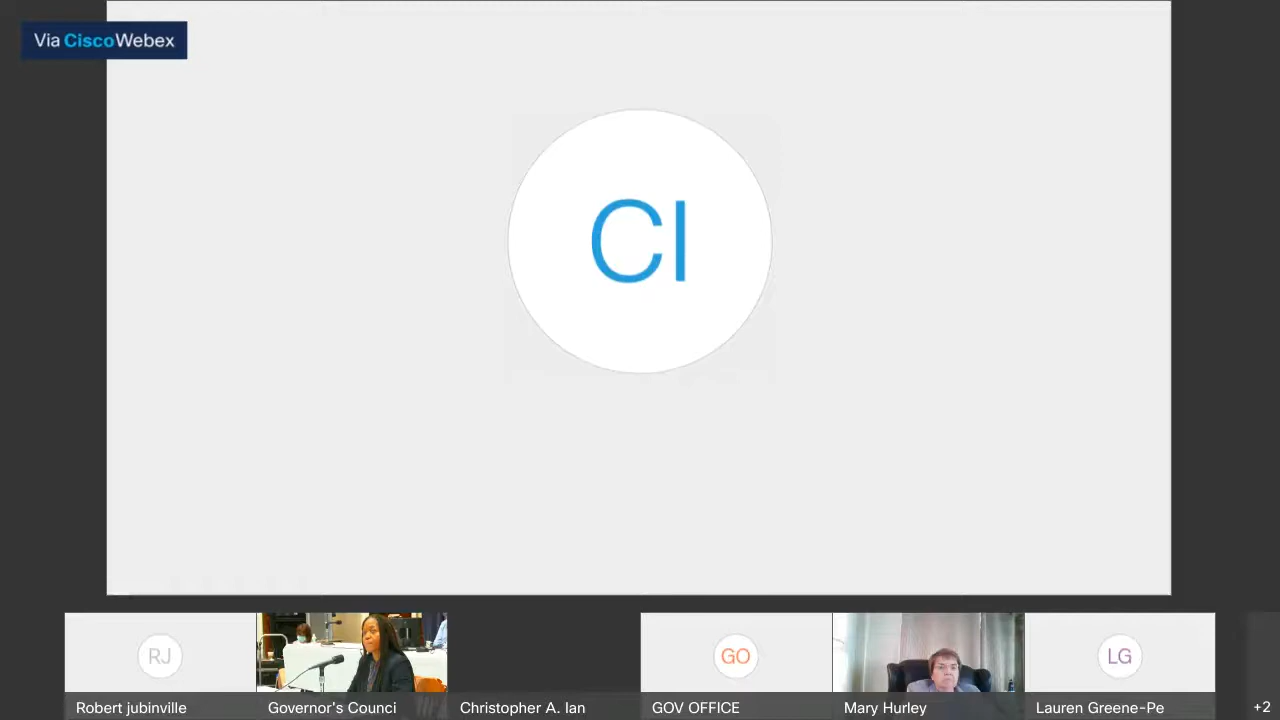 Via CiscoWebex
CI
RJ
GO
LG
Robert jubinville
Governor's Counci
Christopher A. Ian
GOV OFFICE
Mary Hurley
Lauren Greene-Pe
+2